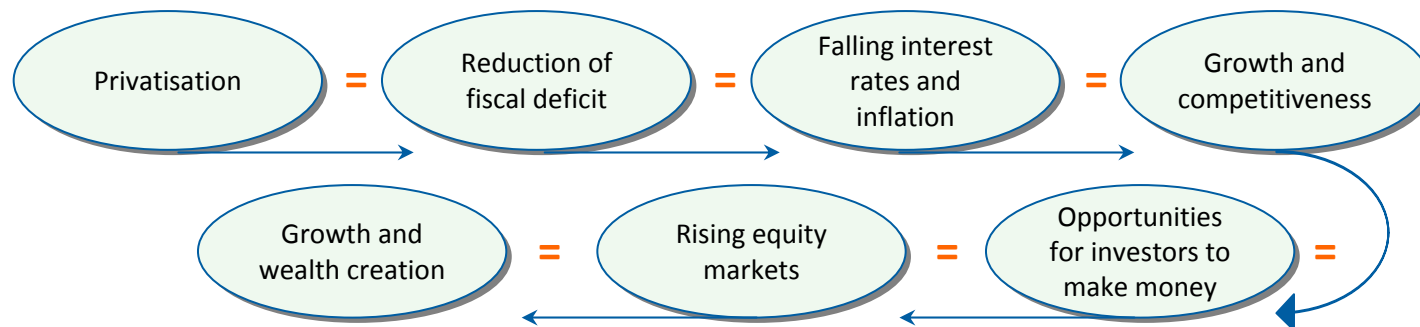 Privatisation
=
Reduction of
fiscal deficit
=
Falling interest
rates and
inflation
=
Growth and
competitiveness
=
Opportunities
for investors to
make money
=
Rising equity
markets
=
Growth and
wealth creation